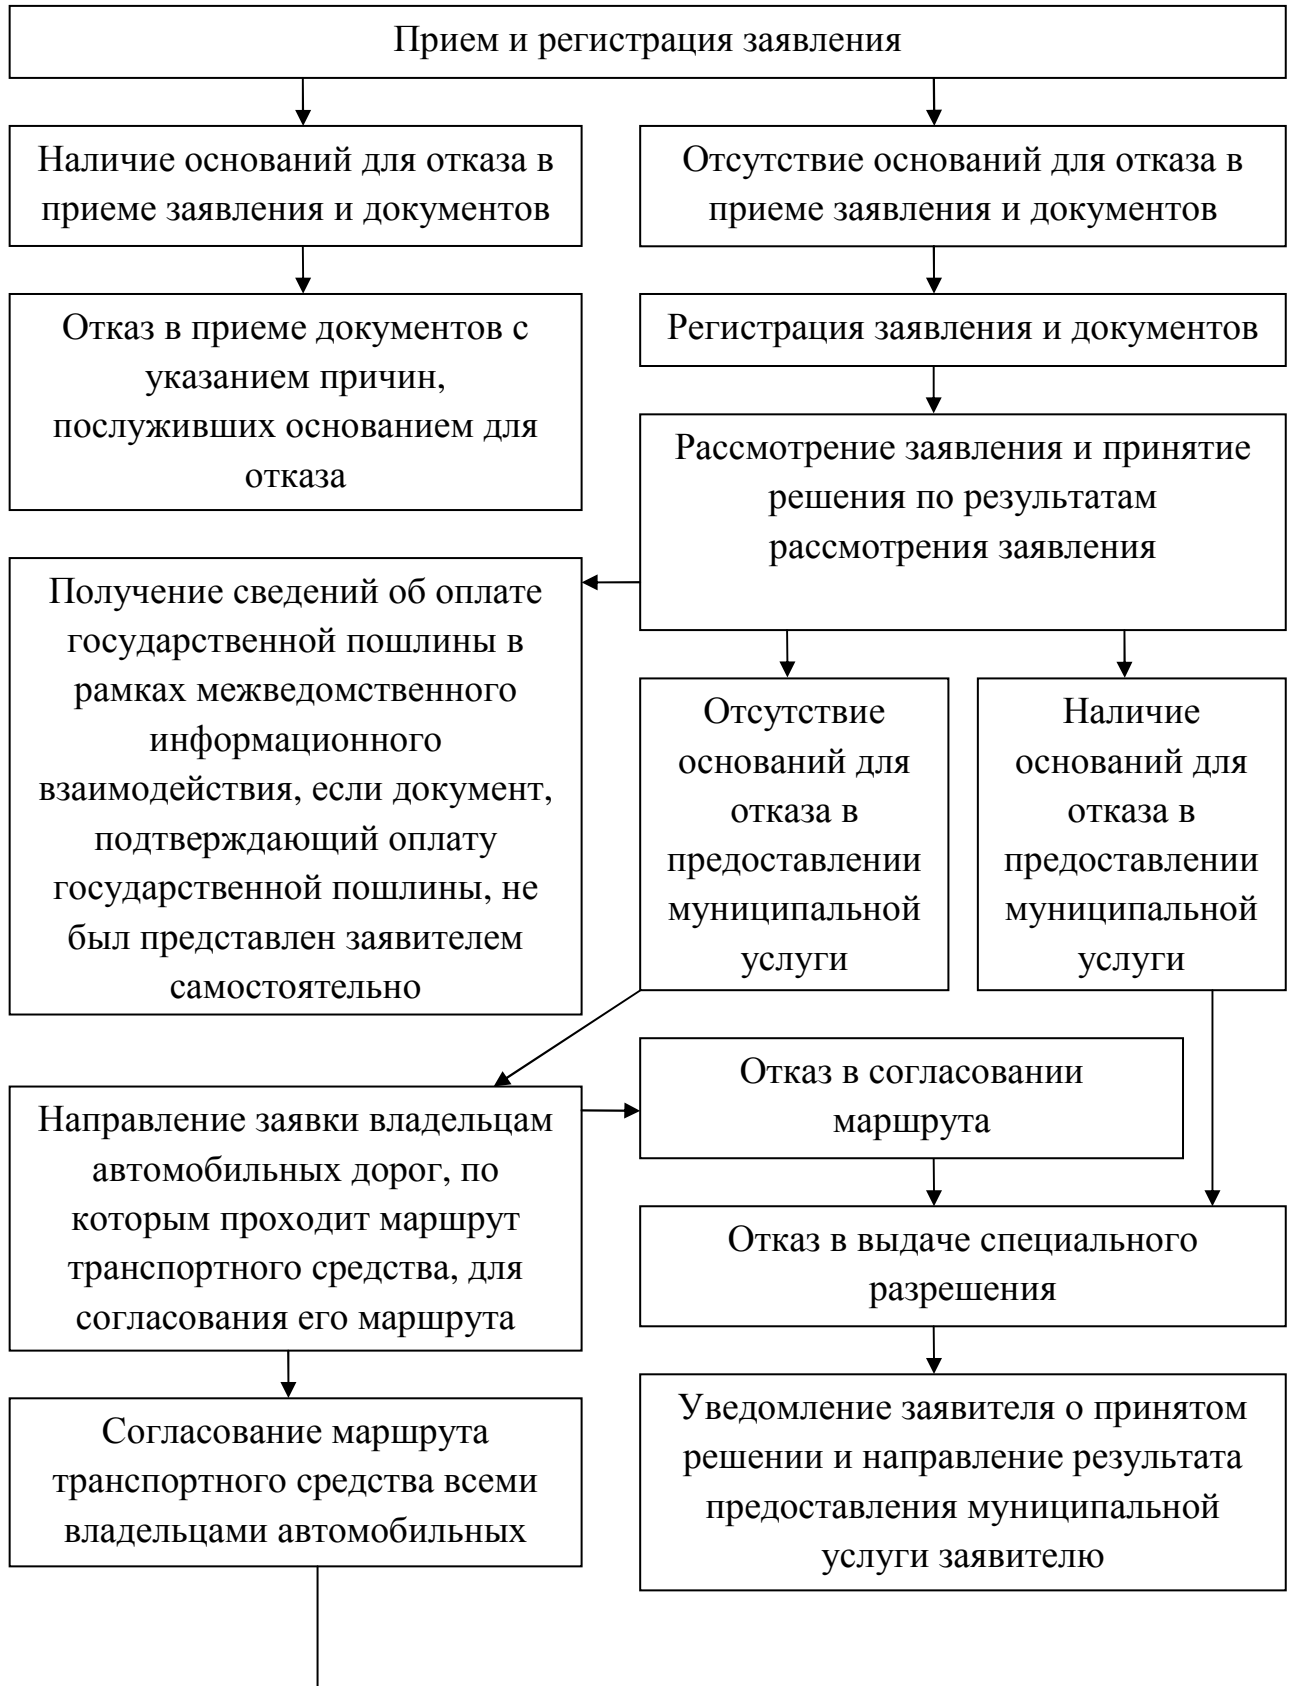 Прием и регистрация заявления
Наличие оснований для отказа в
приеме заявления и документов
Отсутствие оснований для отказа в
приеме заявления и документов
Отказ в приеме документов с
указанием причин,
послуживших основанием для
отказа
Регистрация заявления и документов
Рассмотрение заявления и принятие
решения по результатам
рассмотрения заявления
Получение сведений об оплате
государственной пошлины в
рамках межведомственного
информационного
взаимодействия, если документ,
подтверждающий оплату
государственной пошлины, не
был представлен заявителем
самостоятельно
Отсутствие
оснований для
отказа в
предоставлении
муниципальной
услуги
Наличие
оснований для
отказа в
предоставлении
муниципальной
услуги
Направление заявки владельцам
автомобильных дорог, по
которым проходит маршрут
транспортного средства, для
согласования его маршрута
Отказ в согласовании
маршрута
Отказ в выдаче специального
разрешения
Согласование маршрута
транспортного средства всеми
владельцами автомобильных
Уведомление заявителя о принятом
решении и направление результата
предоставления муниципальной
услуги заявителю